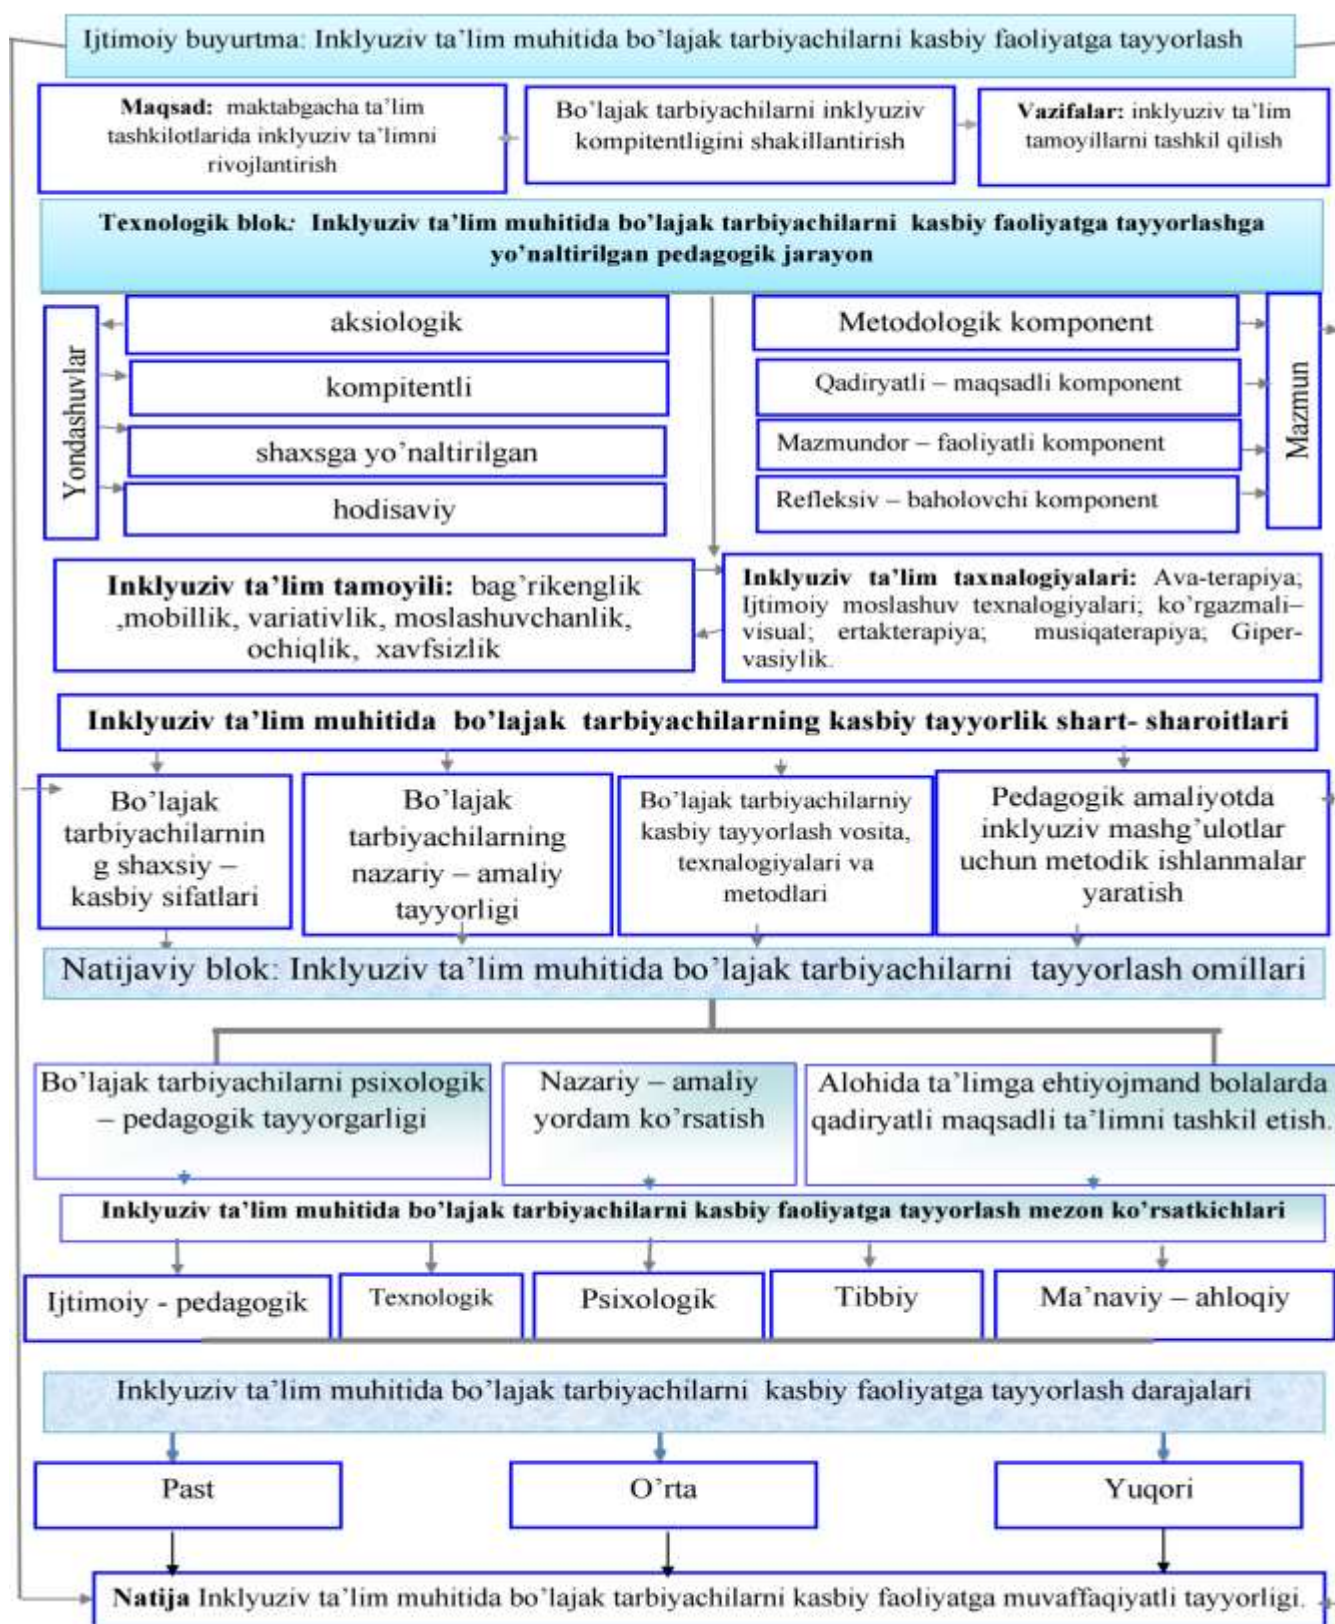 Ijtimoiy buyurtma: Inklyuziv ta’lim muhitida bo’lajak tarbiyachilarni kasbiy faoliyatga tayyorlash
Maqsad: maktabgacha ta’lim
tashkilotlarida inklyuziv ta’limni
rivojlantirish
Bo’lajak tarbiyachilarni inklyuziv
kompitentligini shakillantirish
Vazifalar: inklyuziv ta’lim
tamoyillarni tashkil qilish
Texnologik blok: Inklyuziv ta’lim muhitida bo’lajak tarbiyachilarni kasbiy faoliyatga tayyorlashga
yo’naltirilgan pedagogik jarayon
Yondashuvlar
aksiologik
kompitentli
shaxsga yo’naltirilgan
hodisaviy
Metodologik komponent
Qadiryatli – maqsadli komponent
Mazmundor – faoliyatli komponent
Refleksiv – baholovchi komponent
Mazmun
Inklyuziv ta’lim tamoyili: bag’rikenglik
,mobillik, variativlik, moslashuvchanlik,
ochiqlik, xavfsizlik
Inklyuziv ta’lim taxnalogiyalari: Ava-terapiya;
Ijtimoiy moslashuv texnalogiyalari; ko’rgazmali–
visual; ertakterapiya; musiqaterapiya; Giper-
vasiylik.
Inklyuziv ta’lim muhitida bo’lajak tarbiyachilarning kasbiy tayyorlik shart- sharoitlari
Bo’lajak
tarbiyachilarnin
g shaxsiy –
kasbiy sifatlari
Bo’lajak
tarbiyachilarning
nazariy – amaliy
tayyorligi
Bo’lajak tarbiyachilarniy
kasbiy tayyorlash vosita,
texnalogiyalari va
metodlari
Pedagogik amaliyotda
inklyuziv mashg’ulotlar
uchun metodik ishlanmalar
yaratish
Natijaviy blok: Inklyuziv ta’lim muhitida bo’lajak tarbiyachilarni tayyorlash omillari
Bo’lajak tarbiyachilarni psixologik
– pedagogik tayyorgarligi
Nazariy – amaliy
yordam ko’rsatish
Alohida ta’limga ehtiyojmand bolalarda
qadiryatli maqsadli ta’limni tashkil etish.
Inklyuziv ta’lim muhitida bo’lajak tarbiyachilarni kasbiy faoliyatga tayyorlash mezon ko’rsatkichlari
Ijtimoiy - pedagogik
Texnologik
Psixologik
Tibbiy
Ma’naviy – ahloqiy
Inklyuziv ta’lim muhitida bo’lajak tarbiyachilarni kasbiy faoliyatga tayyorlash darajalari
Past
O’rta
Yuqori
Natija Inklyuziv ta’lim muhitida bo’lajak tarbiyachilarni kasbiy faoliyatga muvaffaqiyatli tayyorligi.